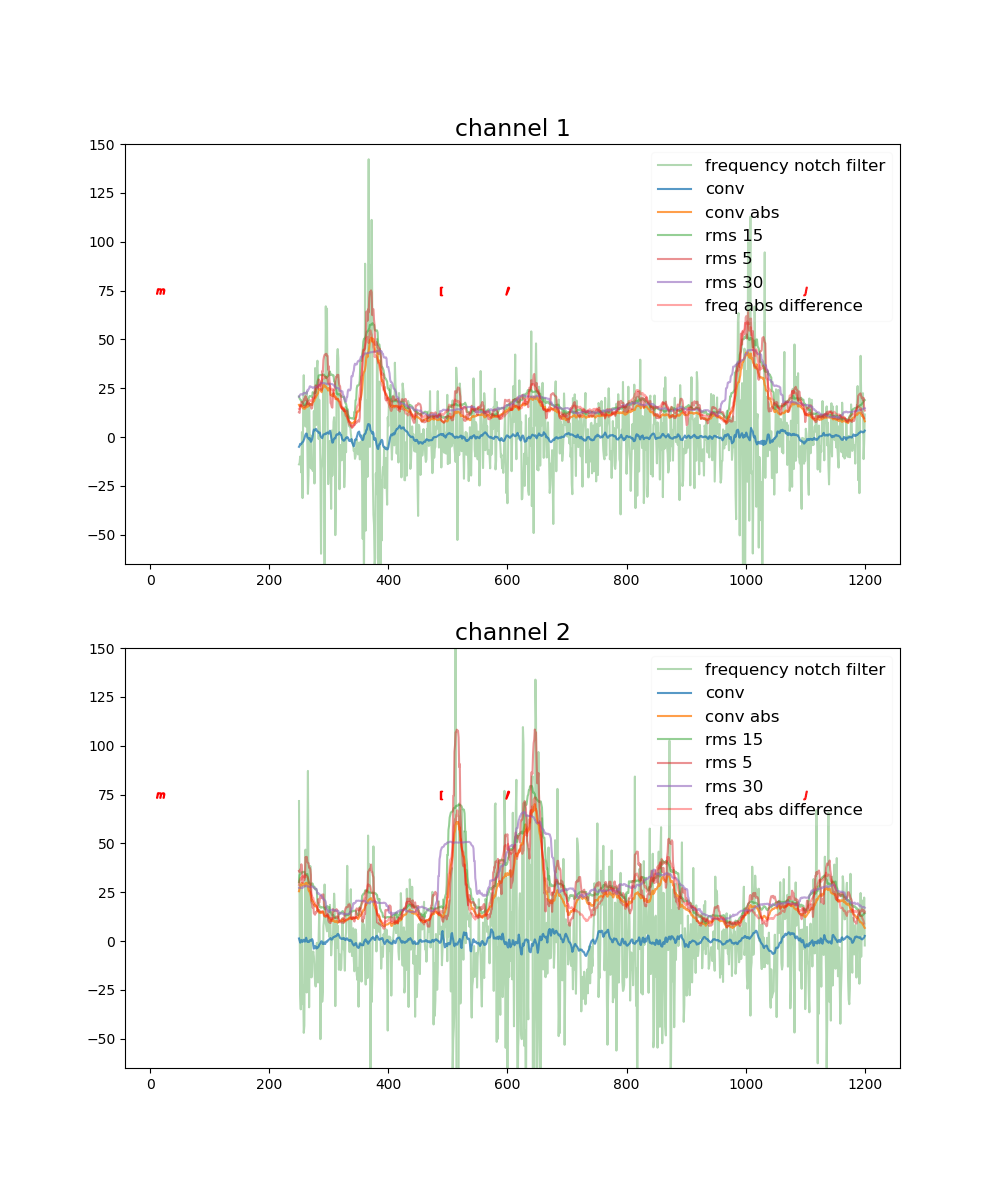 channel 1
150
125
100
75
50
25
0
−25
−50
frequency notch filter
conv
conv abs
rms 15
rms 5
rms 30
freq abs difference
m [ / /
0 200 400 600 800 1000 1200
channel 2
150
125
100
75
50
25
0
−25
−50
frequency notch filter
conv
conv abs
rms 15
rms 5
rms 30
freq abs difference
m [ / /
0 200 400 600 800 1000 1200